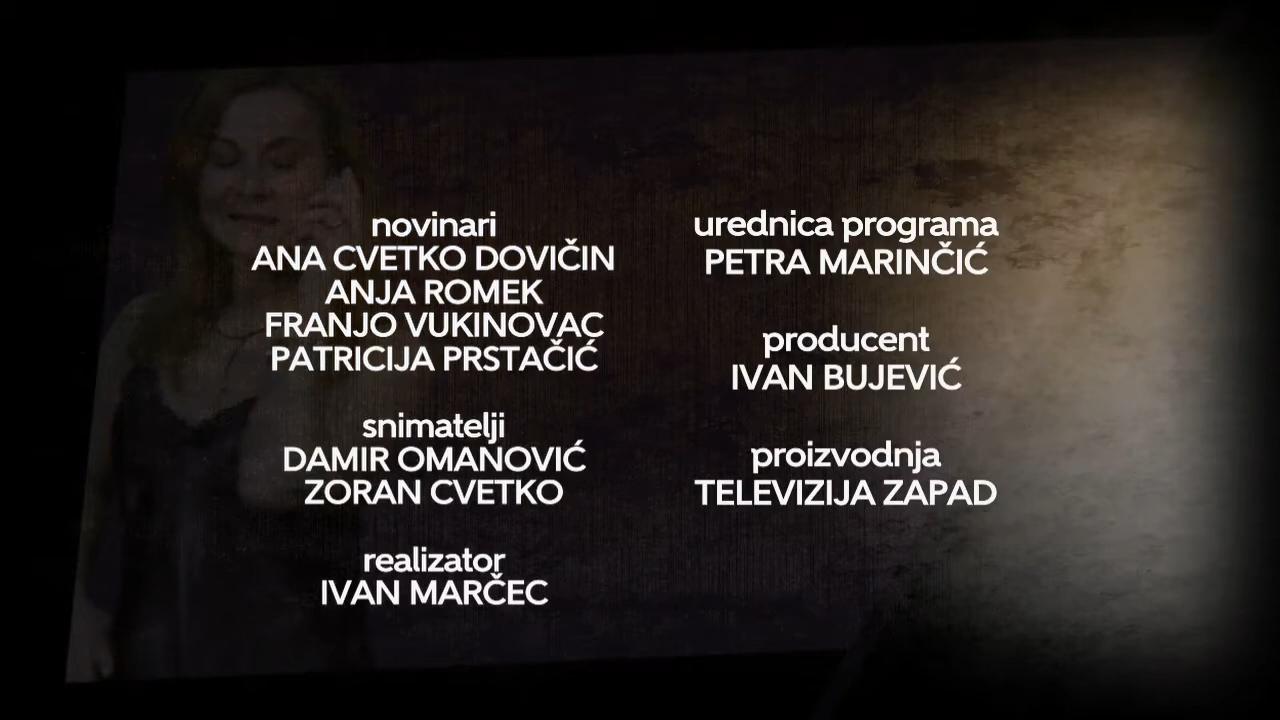 novinari
ANA CVETKO DOVIČIN
ANJA ROMEK
FRANJO VUKINOVAC
PATRICIJA PRSTAČIĆ
snimatelji
DAMIR OMANOVIĆ
ZORAN CVETKO
realizator
IVAN MARČEC
urednica programa
PETRA MARINČIĆ
producent
IVAN BUJEVIĆ
proizvodnja
TELEVIZIJA ZAPAD